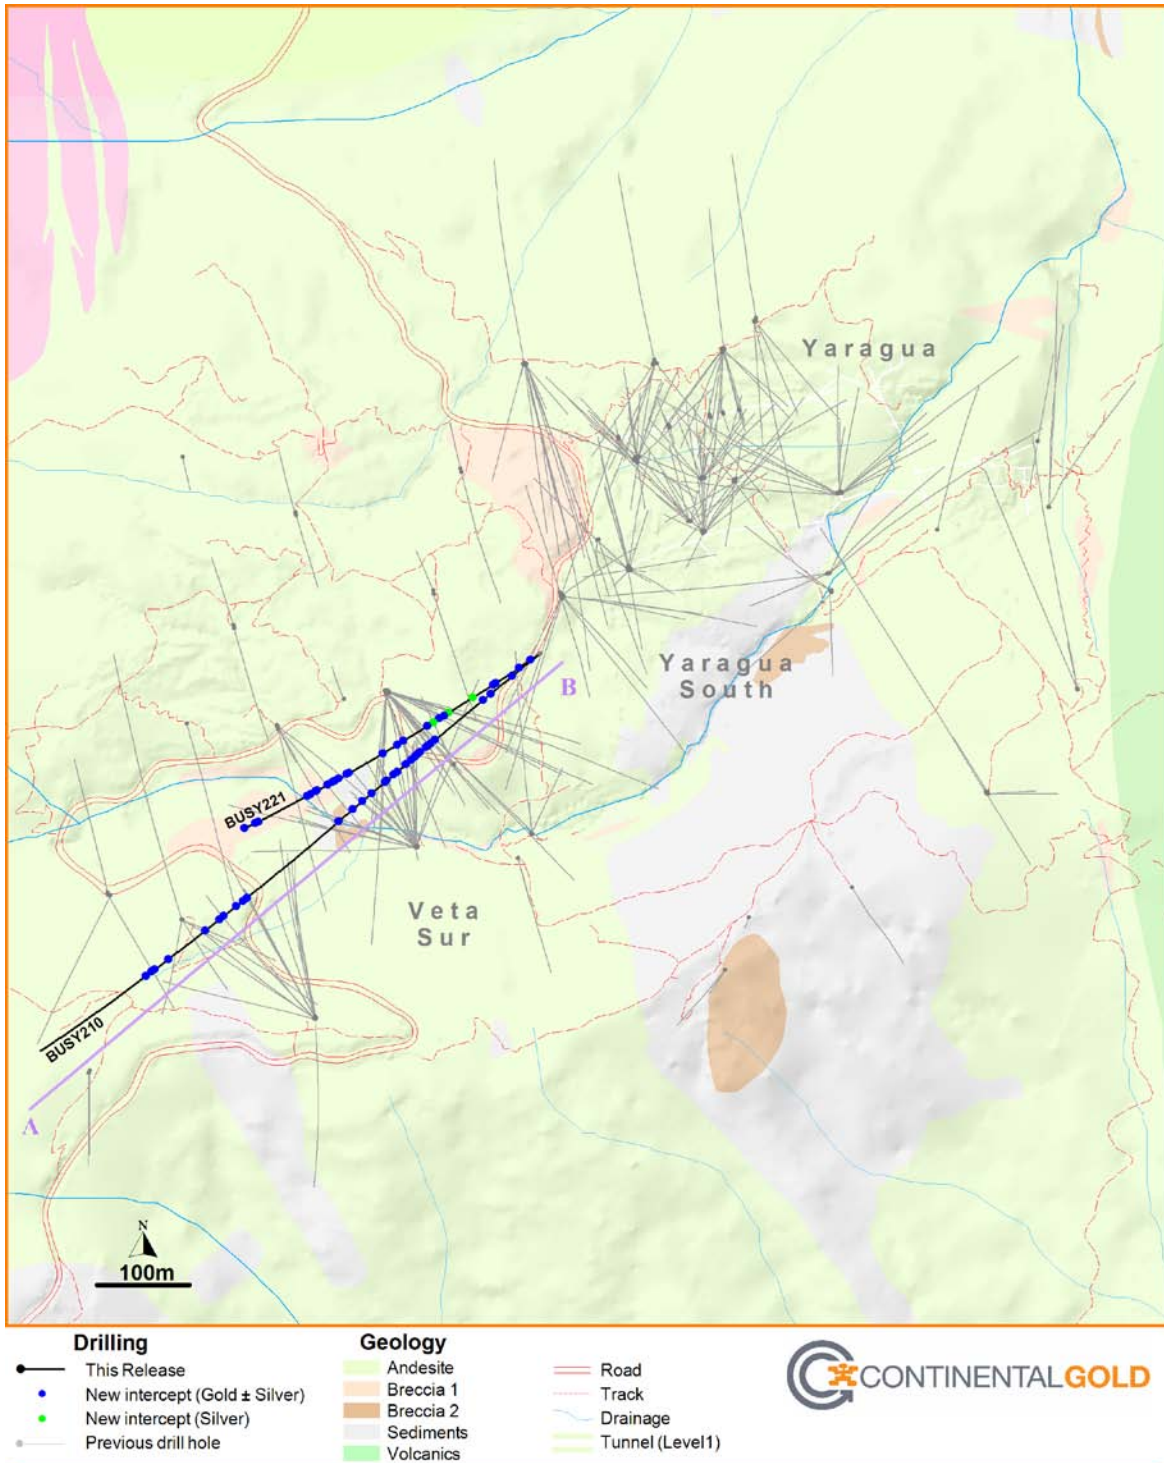 Yaragua
Yaragua
South
B
BUSY221
Veta
Sur
BUSY210
A
N
100m
Drilling
This Release
New intercept (Gold ± Silver)
New intercept (Silver)
Previous drill hole
Geology
Andesite
Breccia 1
Breccia 2
Sediments
Volcanics
Road
Track
Drainage
Tunnel (Level1)
CONTINENTALGOLD